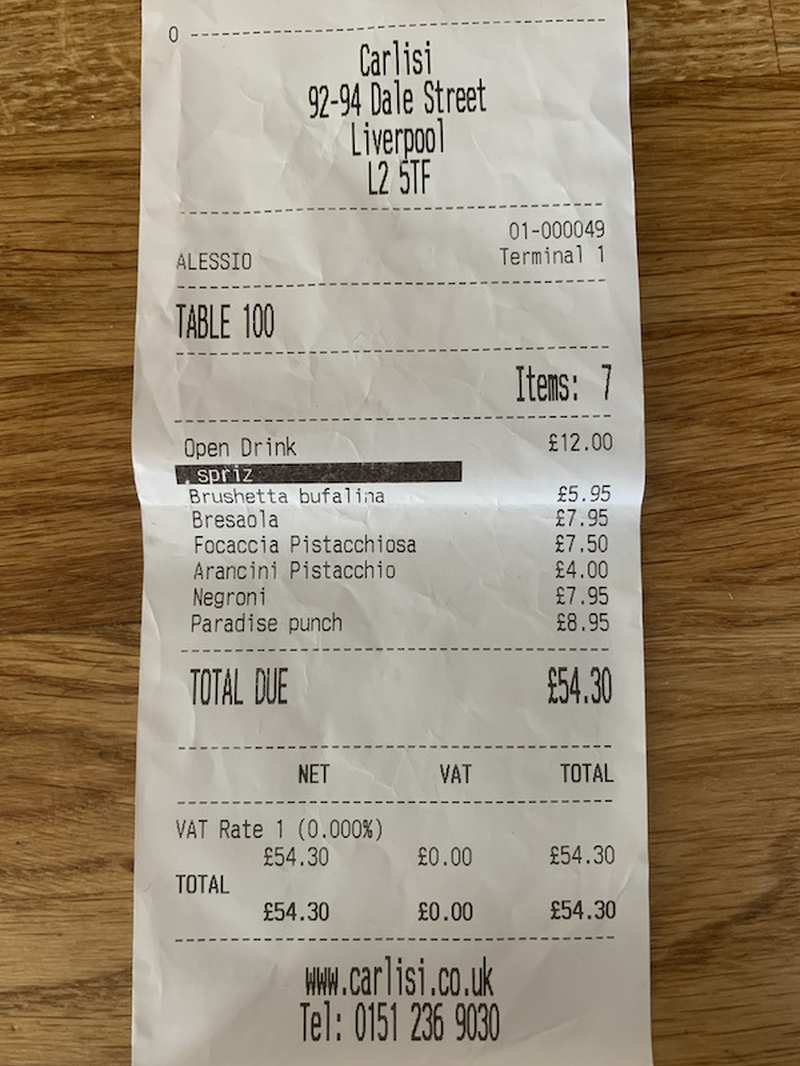 0
Carlisi
92-94 Dale Street
Liverpool
L2 5TF
01-000049
ALESSIO Terminal 1
TABLE 100
Items: 7
Open Drink £12.00
spriz
Brushetta bufalina £5.95
Bresaola £7.95
Focaccia Pistacchiosa £7.50
Arancini Pistacchio £4.00
Negroni £7.95
Paradise punch £8.95
TOTAL DUE £54.30
NET VAT TOTAL
VAT Rate 1 (0.000%)
£54.30 £0.00 £54.30
TOTAL
£54.30 £0.00 £54.30
www.carlisi.co.uk
Tel: 0151 236 9030